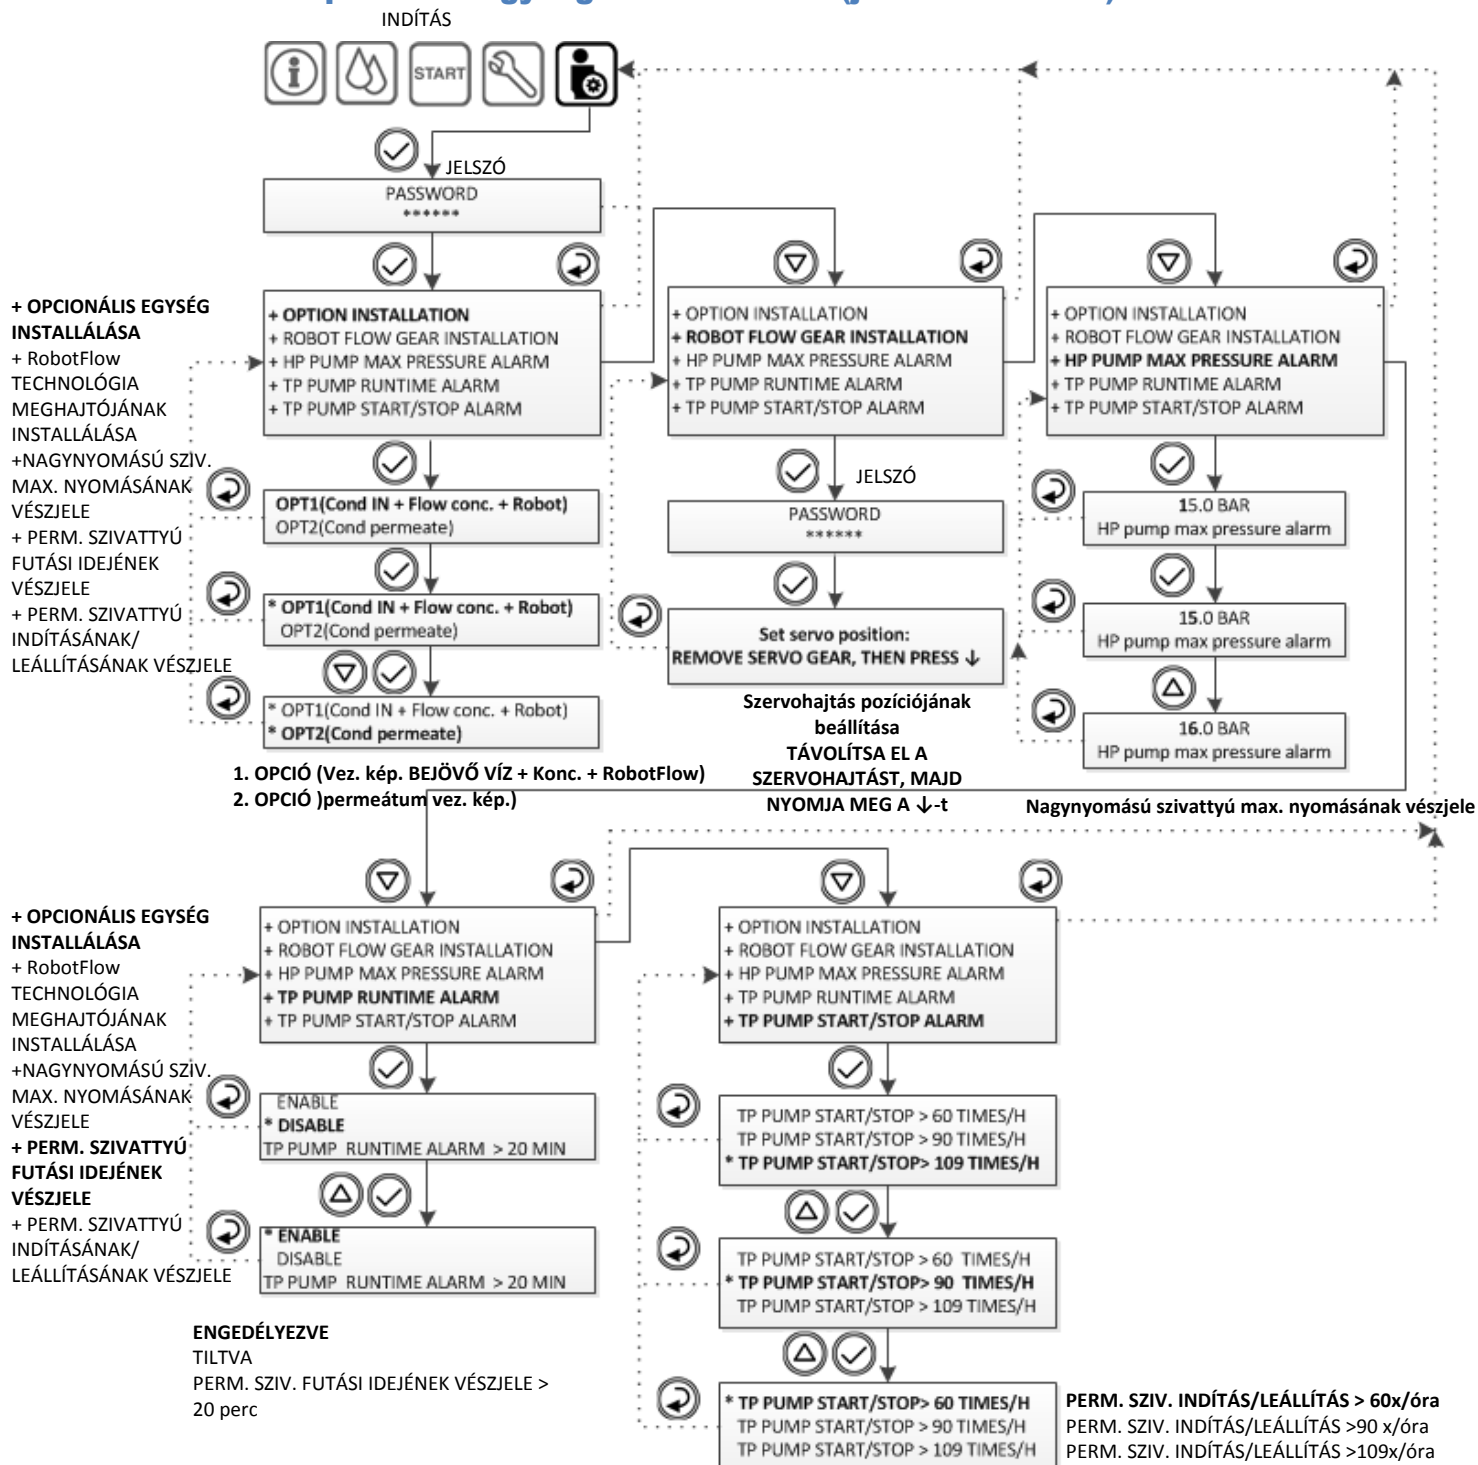 INDÍTÁS
START
JELSZÓ
PASSWORD
******
+ OPCIONÁLIS EGYSÉG
INSTALLÁLÁSA
+ RobotFlow
TECHNOLÓGIA
MEGHAJTÓJÁNAK
INSTALLÁLÁSA
+NAGYNYOMÁSÚ SZIV.
MAX. NYOMÁSÁNAK
VÉSZJELE
+ PERM. SZIVATTYÚ
FUTÁSI IDEJÉNEK
VÉSZJELE
+ PERM. SZIVATTYÚ
INDÍTÁSÁNAK/
LEÁLLÍTÁSÁNAK VÉSZJELE
+ OPTION INSTALLATION
+ ROBOT FLOW GEAR INSTALLATION
+ HP PUMP MAX PRESSURE ALARM
+ TP PUMP RUNTIME ALARM
+ TP PUMP START/STOP ALARM
OPT1(Cond IN + Flow conc. + Robot)
OPT2(Cond permeate)
* OPT1(Cond IN + Flow conc. + Robot)
OPT2(Cond permeate)
* OPT1(Cond IN + Flow conc. + Robot)
* OPT2(Cond permeate)
1. OPCIÓ (Vez. kép. BEJÖVŐ VÍZ + Konc. + RobotFlow)
2. OPCIÓ )permeátum vez. kép.)
+ OPTION INSTALLATION
+ ROBOT FLOW GEAR INSTALLATION
+ HP PUMP MAX PRESSURE ALARM
+ TP PUMP RUNTIME ALARM
+ TP PUMP START/STOP ALARM
JELSZÓ
PASSWORD
******
Set servo position:
REMOVE SERVO GEAR, THEN PRESS ↓
Szervohajtás pozíciójának
beállítása
TÁVOLÍTSA EL A
SZERVOHAJTÁST, MAJD
NYOMJA MEG A ↓-t
+ OPTION INSTALLATION
+ ROBOT FLOW GEAR INSTALLATION
+ HP PUMP MAX PRESSURE ALARM
+ TP PUMP RUNTIME ALARM
+ TP PUMP START/STOP ALARM
15.0 BAR
HP pump max pressure alarm
15.0 BAR
HP pump max pressure alarm
16.0 BAR
HP pump max pressure alarm
Nagynyomású szivattyú max. nyomásának vészjele
+ OPCIONÁLIS EGYSÉG
INSTALLÁLÁSA
+ RobotFlow
TECHNOLÓGIA
MEGHAJTÓJÁNAK
INSTALLÁLÁSA
+NAGYNYOMÁSÚ SZIV.
MAX. NYOMÁSÁNAK
VÉSZJELE
+ PERM. SZIVATTYÚ
FUTÁSI IDEJÉNEK
VÉSZJELE
+ PERM. SZIVATTYÚ
INDÍTÁSÁNAK/
LEÁLLÍTÁSÁNAK VÉSZJELE
+ OPTION INSTALLATION
+ ROBOT FLOW GEAR INSTALLATION
+ HP PUMP MAX PRESSURE ALARM
+ TP PUMP RUNTIME ALARM
+ TP PUMP START/STOP ALARM
ENABLE
* DISABLE
TP PUMP RUNTIME ALARM > 20 MIN
* ENABLE
DISABLE
TP PUMP RUNTIME ALARM > 20 MIN
ENGEDÉLYEZVE
TILTVA
PERM. SZIV. FUTÁSI IDEJÉNEK VÉSZJELE >
20 perc
+ OPTION INSTALLATION
+ ROBOT FLOW GEAR INSTALLATION
+ HP PUMP MAX PRESSURE ALARM
+ TP PUMP RUNTIME ALARM
+ TP PUMP START/STOP ALARM
TP PUMP START/STOP > 60 TIMES/H
TP PUMP START/STOP > 90 TIMES/H
* TP PUMP START/STOP> 109 TIMES/H
TP PUMP START/STOP > 60 TIMES/H
* TP PUMP START/STOP> 90 TIMES/H
TP PUMP START/STOP > 109 TIMES/H
* TP PUMP START/STOP> 60 TIMES/H
TP PUMP START/STOP > 90 TIMES/H
TP PUMP START/STOP > 109 TIMES/H
PERM. SZIV. INDÍTÁS/LEÁLLÍTÁS > 60x/óra
PERM. SZIV. INDÍTÁS/LEÁLLÍTÁS >90 x/óra
PERM. SZIV. INDÍTÁS/LEÁLLÍTÁS >109x/óra